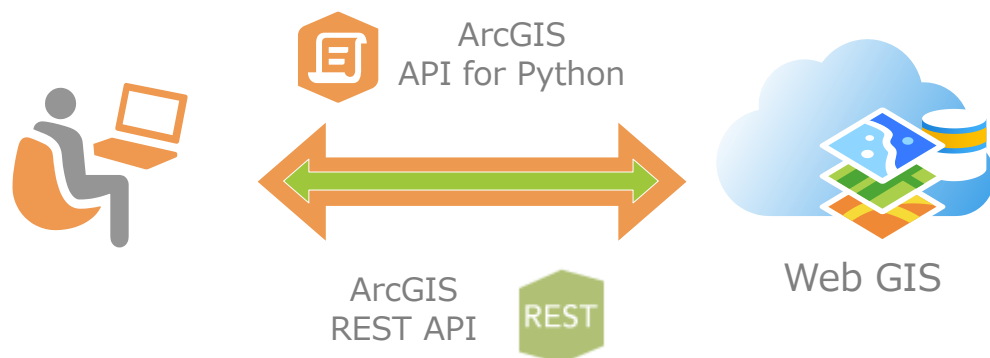 ArcGIS
API for Python
Web GIS
ArcGIS
REST API
REST